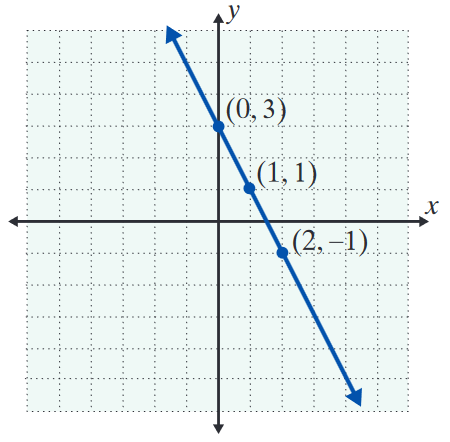 y
(0, 3)
(1, 1)
x
(2, –1)